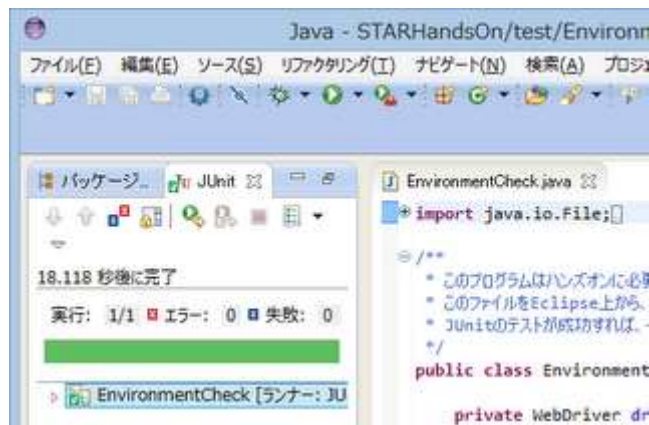 Java - STARHandsOn/test/Environm
ファイル(F) 編集(E) ソース(S) リファクタリング(T) ナビゲート(N) 検索(A) プロジェ
パッケージ.. JUnit
EnvironmentCheck.java
18.118 秒後に完了
実行: 1/1 エラー: 0 失敗: 0
EnvironmentCheck [ランナー: JU
import java.io.File;
/**
* このプログラムはハンズオンに必要
* このファイルをEclipse上から、
* JUnitのテストが成功すれば、
*/
public class Environment
private WebDriver dr